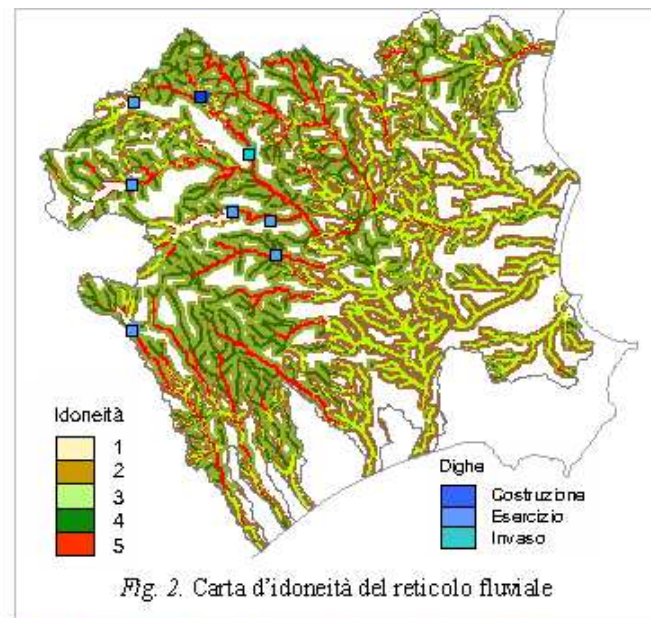 Idoneità
1
2
3
4
5
Dighe
Costruzione
Esercizio
Invaso
Fig. 2. Carta d'idoneità del reticolo fluviale